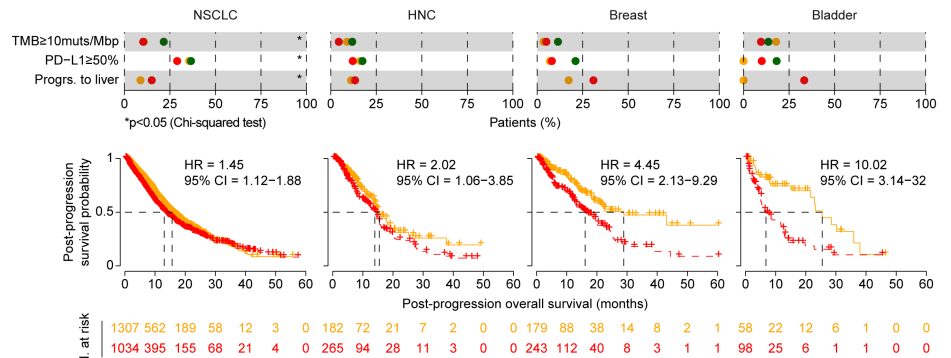 NSCLC HNC Breast Bladder
TMB≥10muts/Mbp *
PD−L1≥50% *
Progrs. to liver *
0 25 50 75 100 0 25 50 75 100 0 25 50 75 100 0 25 50 75 100
*p<0.05 (Chi-squared test)
Patients (%)
Post-progression
survival probability
1
0.5
0
HR = 1.45
95% CI = 1.12−1.88
HR = 2.02
95% CI = 1.06−3.85
HR = 4.45
95% CI = 2.13−9.29
HR = 10.02
95% CI = 3.14−32
0 10 20 30 40 50 60 0 10 20 30 40 50 60 0 10 20 30 40 50 60 0 10 20 30 40 50 60
Post-progression overall survival (months)
at risk
1307 562 189 58 12 3 0 182 72 21 7 2 0 0 179 88 38 14 8 2 1 58 22 12 6 1 0 0
1034 395 155 68 21 4 0 265 94 28 11 3 0 0 243 112 40 8 3 1 1 98 25 6 1 1 0 0